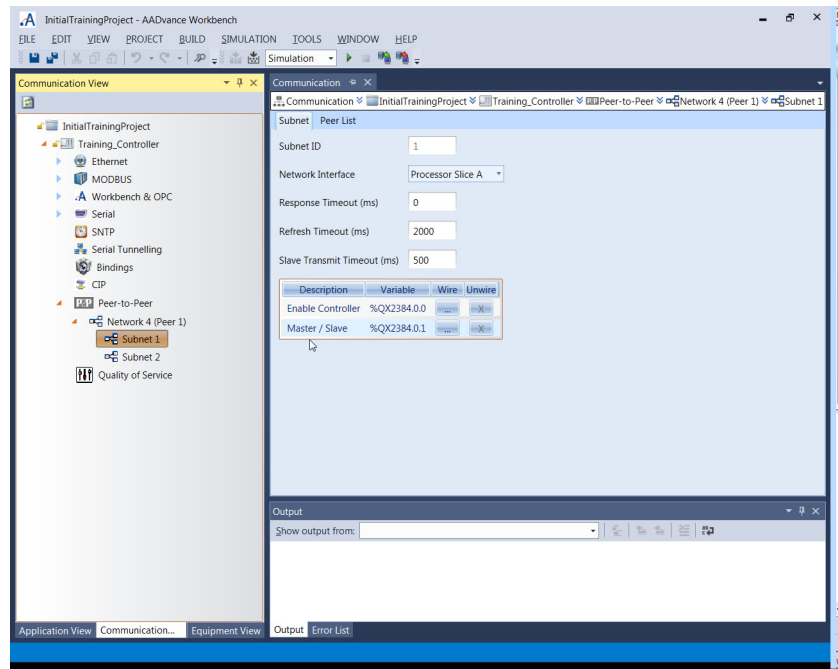 InitialTrainingProject - AADvance Workbench
FILE EDIT VIEW PROJECT BUILD SIMULATION TOOLS WINDOW HELP
Simulation
Communication View
InitialTrainingProject
Training_Controller
Ethernet
MODBUS
Workbench & OPC
Serial
SNTP
Serial Tunnelling
Bindings
CIP
Peer-to-Peer
Network 4 (Peer 1)
Subnet 1
Subnet 2
Quality of Service
Application View Communication... Equipment View
Communication
Communication InitialTrainingProject Training_Controller P2P Peer-to-Peer Network 4 (Peer 1) Subnet 1
Subnet Peer List
Subnet ID 1
Network Interface Processor Slice A
Response Timeout (ms) 0
Refresh Timeout (ms) 2000
Slave Transmit Timeout (ms) 500
Description Variable Wire Unwire
Enable Controller %QX2384.0.0 ... X
Master / Slave %QX2384.0.1 ... X
Output
Show output from:
Output Error List